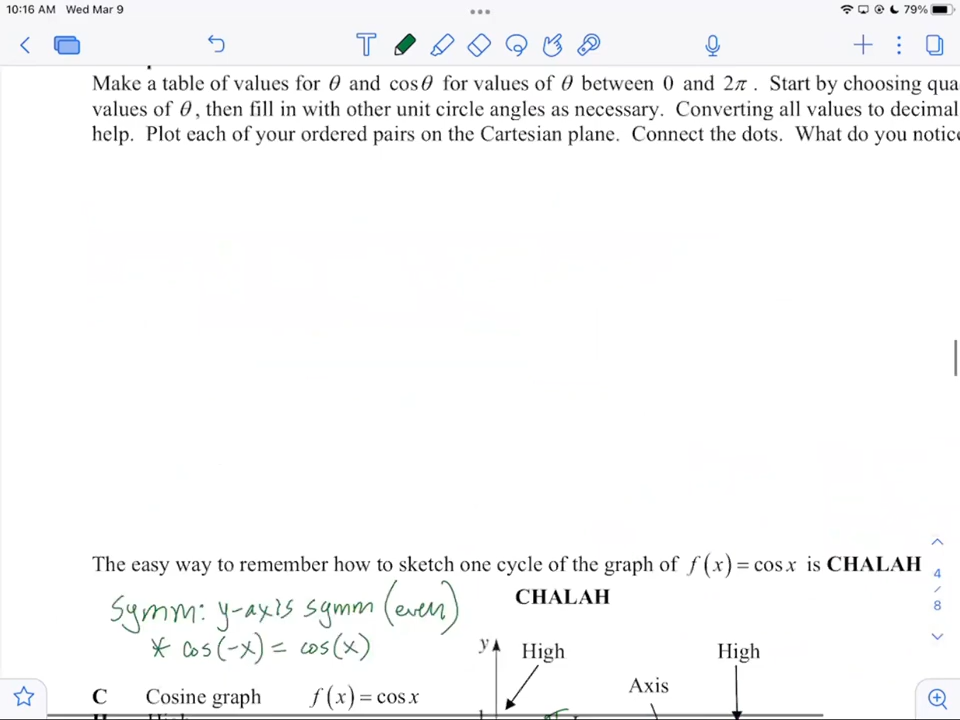 10:16 AM Wed Mar 9
79%
T
Make a table of values for θ and cosθ for values of θ between 0 and 2π. Start by choosing qua
values of θ, then fill in with other unit circle angles as necessary. Converting all values to decimal
help. Plot each of your ordered pairs on the Cartesian plane. Connect the dots. What do you notice
The easy way to remember how to sketch one cycle of the graph of f(x)=cos x is CHALAH
4
/
8
Symm: y-axis symm (even)
CHALAH
* cos(-x) = cos(x)
y
High
High
Axis
C Cosine graph f(x)=cos x
1